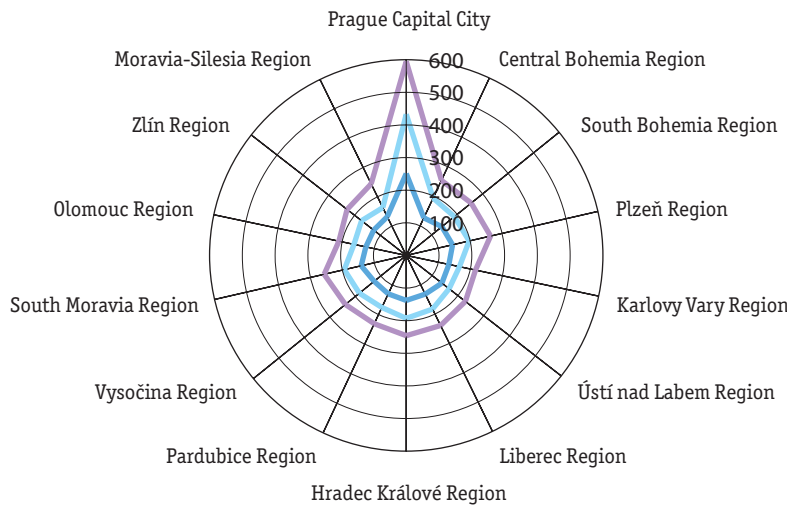 Prague Capital City
Moravia-Silesia Region
Central Bohemia Region
Zlín Region
South Bohemia Region
Olomouc Region
Plzeň Region
South Moravia Region
Karlovy Vary Region
Vysočina Region
Ústí nad Labem Region
Pardubice Region
Liberec Region
Hradec Králové Region
600
500
400
300
200
100